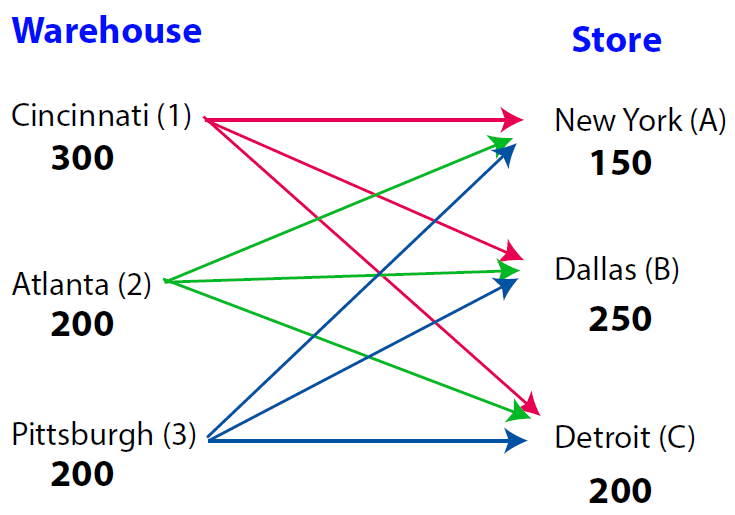 Warehouse
Store
Cincinnati (1)
300
New York (A)
150
Atlanta (2)
200
Dallas (B)
250
Pittsburgh (3)
200
Detroit (C)
200